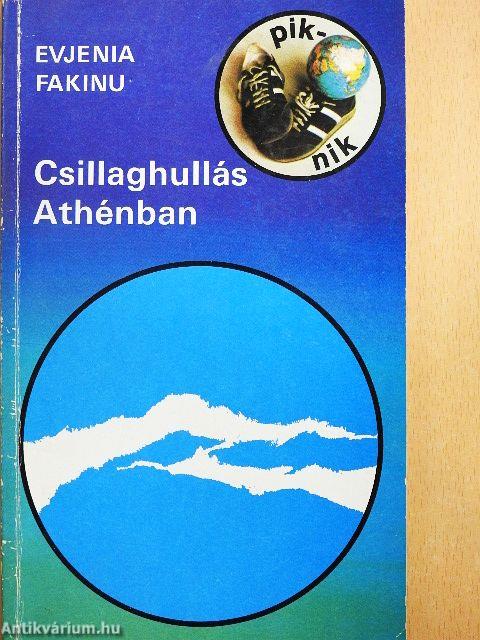 EVJENIA
FAKINU
pik-
nik
Csillaghullás
Athénban
Antikvárium.hu